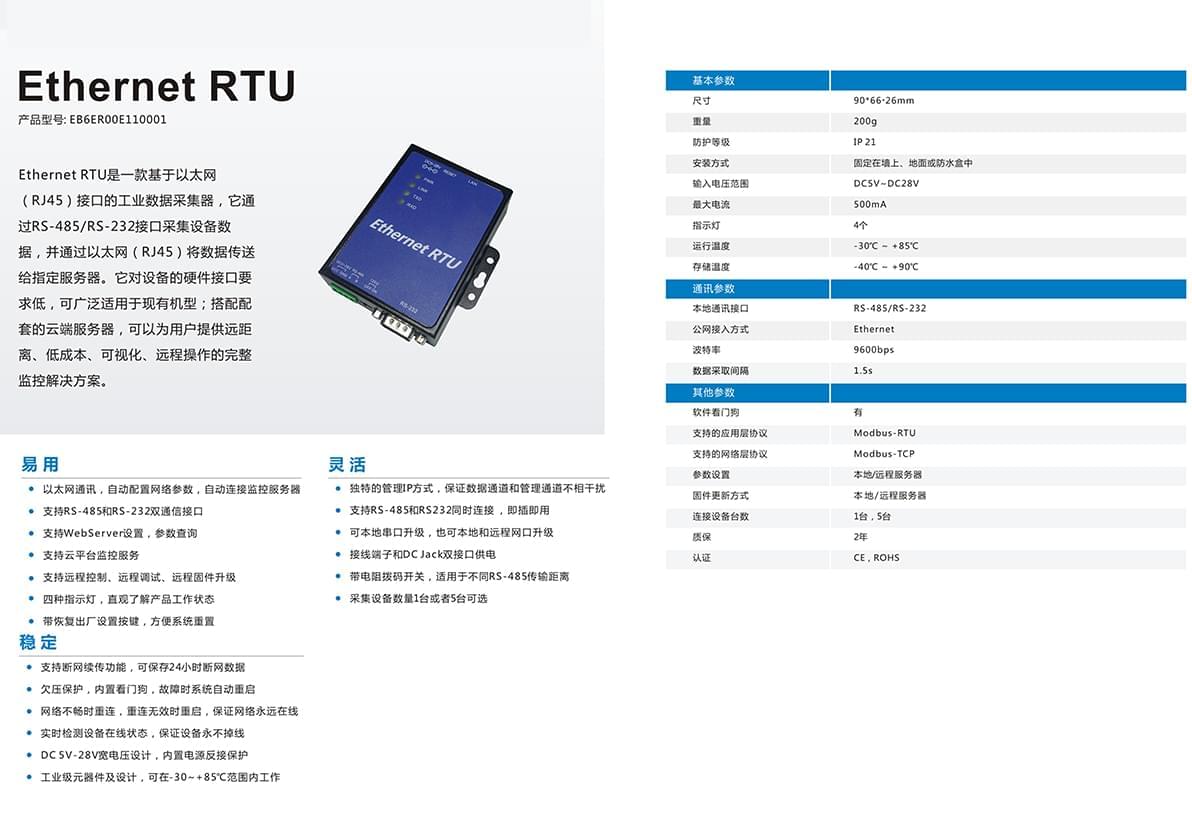 Ethernet RTU
产品型号: EB6ER00E110001
Ethernet RTU是一款基于以太网
（RJ45）接口的工业数据采集器，它通
过RS-485/RS-232接口采集设备数
据，并通过以太网（RJ45）将数据传送
给指定服务器。它对设备的硬件接口要
求低，可广泛适用于现有机型；搭配配
套的云端服务器，可以为用户提供远距
离、低成本、可视化、远程操作的完整
监控解决方案。
RESET
LAN
PWR
LINK
TXD
RXD
Ethernet RTU
RS-232
易用
以太网通讯，自动配置网络参数，自动连接监控服务器
支持RS-485和RS-232双通信接口
支持WebServer设置，参数查询
支持云平台监控服务
支持远程控制、远程调试、远程固件升级
四种指示灯，直观了解产品工作状态
带恢复出厂设置按键，方便系统重置
稳定
支持断网续传功能，可保存24小时断网数据
欠压保护，内置看门狗，故障时系统自动重启
网络不畅时重连，重连无效时重启，保证网络永远在线
实时检测设备在线状态，保证设备永不掉线
DC 5V-28V宽电压设计，内置电源反接保护
工业级元器件及设计，可在-30~+85℃范围内工作
灵活
独特的管理IP方式，保证数据通道和管理通道不相干扰
支持RS-485和RS232同时连接，即插即用
可本地串口升级，也可本地和远程网口升级
接线端子和DC Jack双接口供电
带电阻拨码开关，适用于不同RS-485传输距离
采集设备数量1台或者5台可选
基本参数
尺寸 90*66*26mm
重量 200g
防护等级 IP 21
安装方式 固定在墙上、地面或防水盒中
输入电压范围 DC5V~DC28V
最大电流 500mA
指示灯 4个
运行温度 -30℃ ~ +85℃
存储温度 -40℃ ~ +90℃
通讯参数
本地通讯接口 RS-485/RS-232
公网接入方式 Ethernet
波特率 9600bps
数据采取间隔 1.5s
其他参数
软件看门狗 有
支持的应用层协议 Modbus-RTU
支持的网络层协议 Modbus-TCP
参数设置 本地/远程服务器
固件更新方式 本地/远程服务器
连接设备台数 1台 , 5台
质保 2年
认证 CE , ROHS